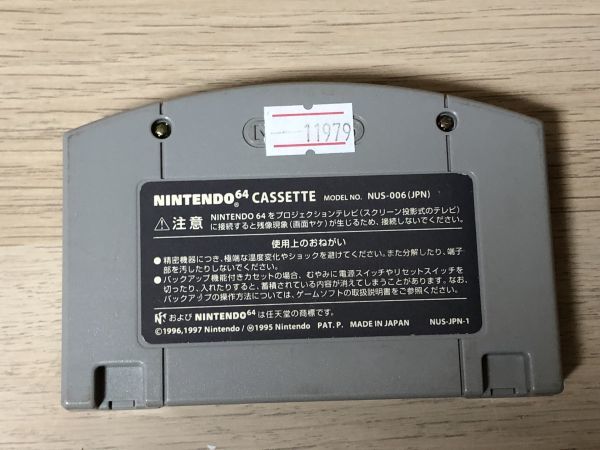 11979
NINTENDO64 CASSETTE MODEL NO. NUS-006(JPN)
⚠注意 NINTENDO 64 をプロジェクションテレビ(スクリーン投影式のテレビ)
に接続すると残像現象(画面ヤケ)が生じるため、接続しないでください。
使用上のおねがい
●精密機器につき、極端な温度変化やショックを避けてください。また分解したり、端子
部を汚したりしないでください。
●バックアップ機能付きカセットの場合、むやみに電源スイッチやリセットスイッチを
切ったり、入れたりすると、蓄積されている内容が消えてしまうことがあります。なお、
バックアップの操作方法については、ゲームソフトの取扱説明書をご参照ください。
および NINTENDO64 は任天堂の商標です。
©1996,1997 Nintendo / Ⓜ1995 Nintendo PAT. P. MADE IN JAPAN NUS-JPN-1